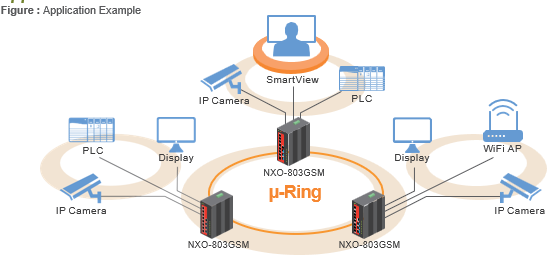 Figure : Application Example
SmartView
IP Camera
PLC
PLC
Display
NXO-803GSM
Display
WiFi AP
μ-Ring
IP Camera
IP Camera
NXO-803GSM
NXO-803GSM